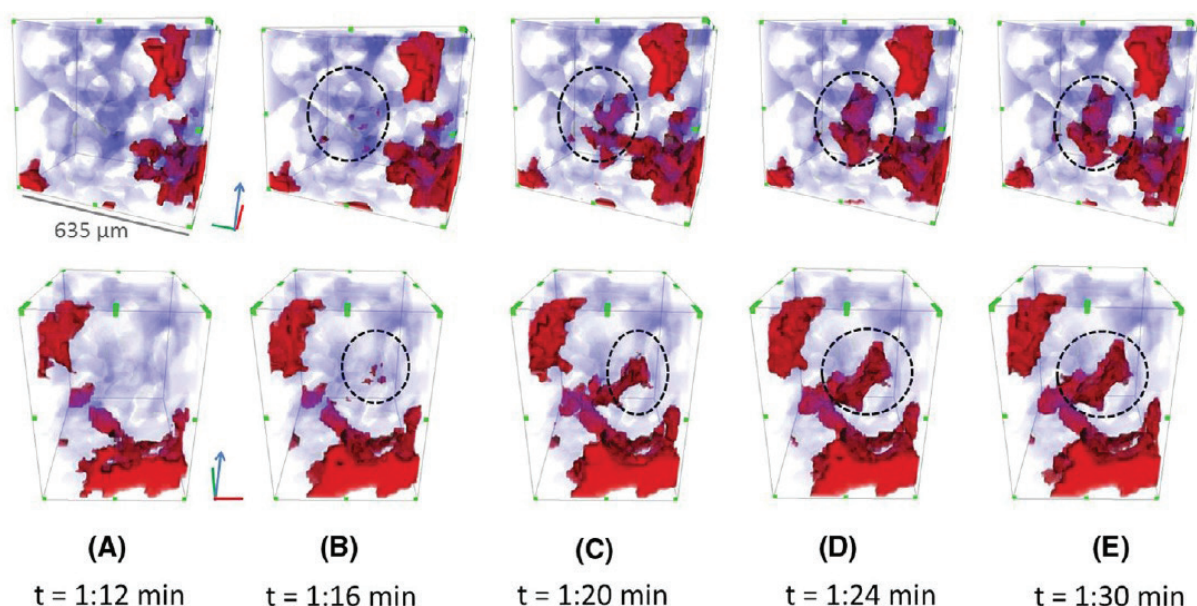 635 µm
(A) (B) (C) (D) (E)
t = 1:12 min t = 1:16 min t = 1:20 min t = 1:24 min t = 1:30 min